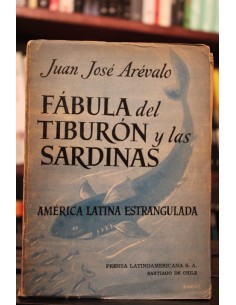 Juan José Arévalo
FÁBULA del
TIBURÓN y las
SARDINAS
AMÉRICA LATINA ESTRANGULADA
PRENSA LATINOAMERICANA S. A.
SANTIAGO DE CHILE